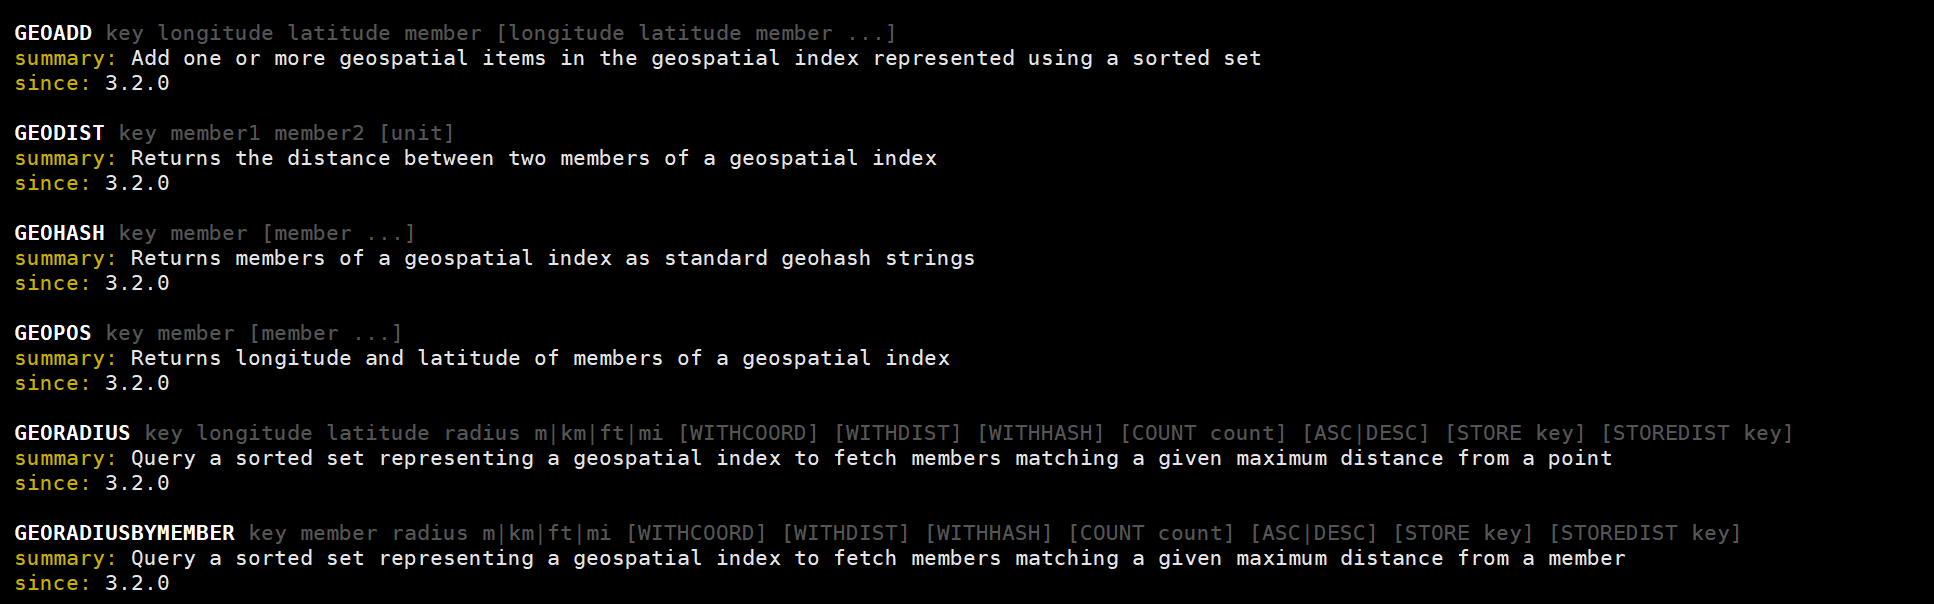 GEOADD key longitude latitude member [longitude latitude member ...]
summary: Add one or more geospatial items in the geospatial index represented using a sorted set
since: 3.2.0
GEODIST key member1 member2 [unit]
summary: Returns the distance between two members of a geospatial index
since: 3.2.0
GEOHASH key member [member ...]
summary: Returns members of a geospatial index as standard geohash strings
since: 3.2.0
GEOPOS key member [member ...]
summary: Returns longitude and latitude of members of a geospatial index
since: 3.2.0
GEORADIUS key longitude latitude radius m|km|ft|mi [WITHCOORD] [WITHDIST] [WITHHASH] [COUNT count] [ASC|DESC] [STORE key] [STOREDIST key]
summary: Query a sorted set representing a geospatial index to fetch members matching a given maximum distance from a point
since: 3.2.0
GEORADIUSBYMEMBER key member radius m|km|ft|mi [WITHCOORD] [WITHDIST] [WITHHASH] [COUNT count] [ASC|DESC] [STORE key] [STOREDIST key]
summary: Query a sorted set representing a geospatial index to fetch members matching a given maximum distance from a member
since: 3.2.0